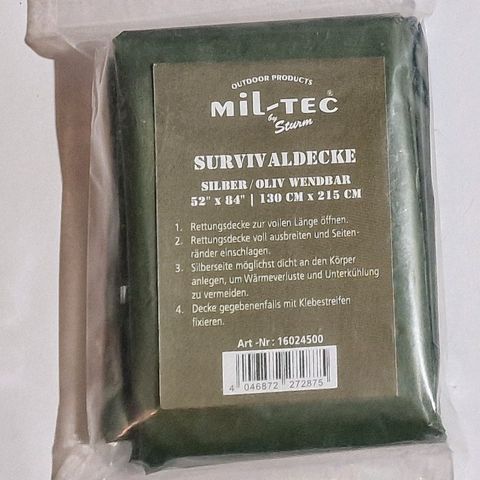 OUTDOOR PRODUCTS
MIL-TEC®
by Sturm
SURVIVALDECKE
SILBER/OLIV WENDBAR
52" x 84" | 130 CM x 215 CM
1. Rettungsdecke zur vollen Länge öffnen.
2. Rettungsdecke voll ausbreiten und Seiten-
ränder einschlagen.
3. Silberseite möglichst dicht an den Körper
anlegen, um Wärmeverluste und Unterkühlung
zu vermeiden.
4. Decke gegebenenfalls mit Klebestreifen
fixieren.
Art -Nr: 16024500
4 046872 272875